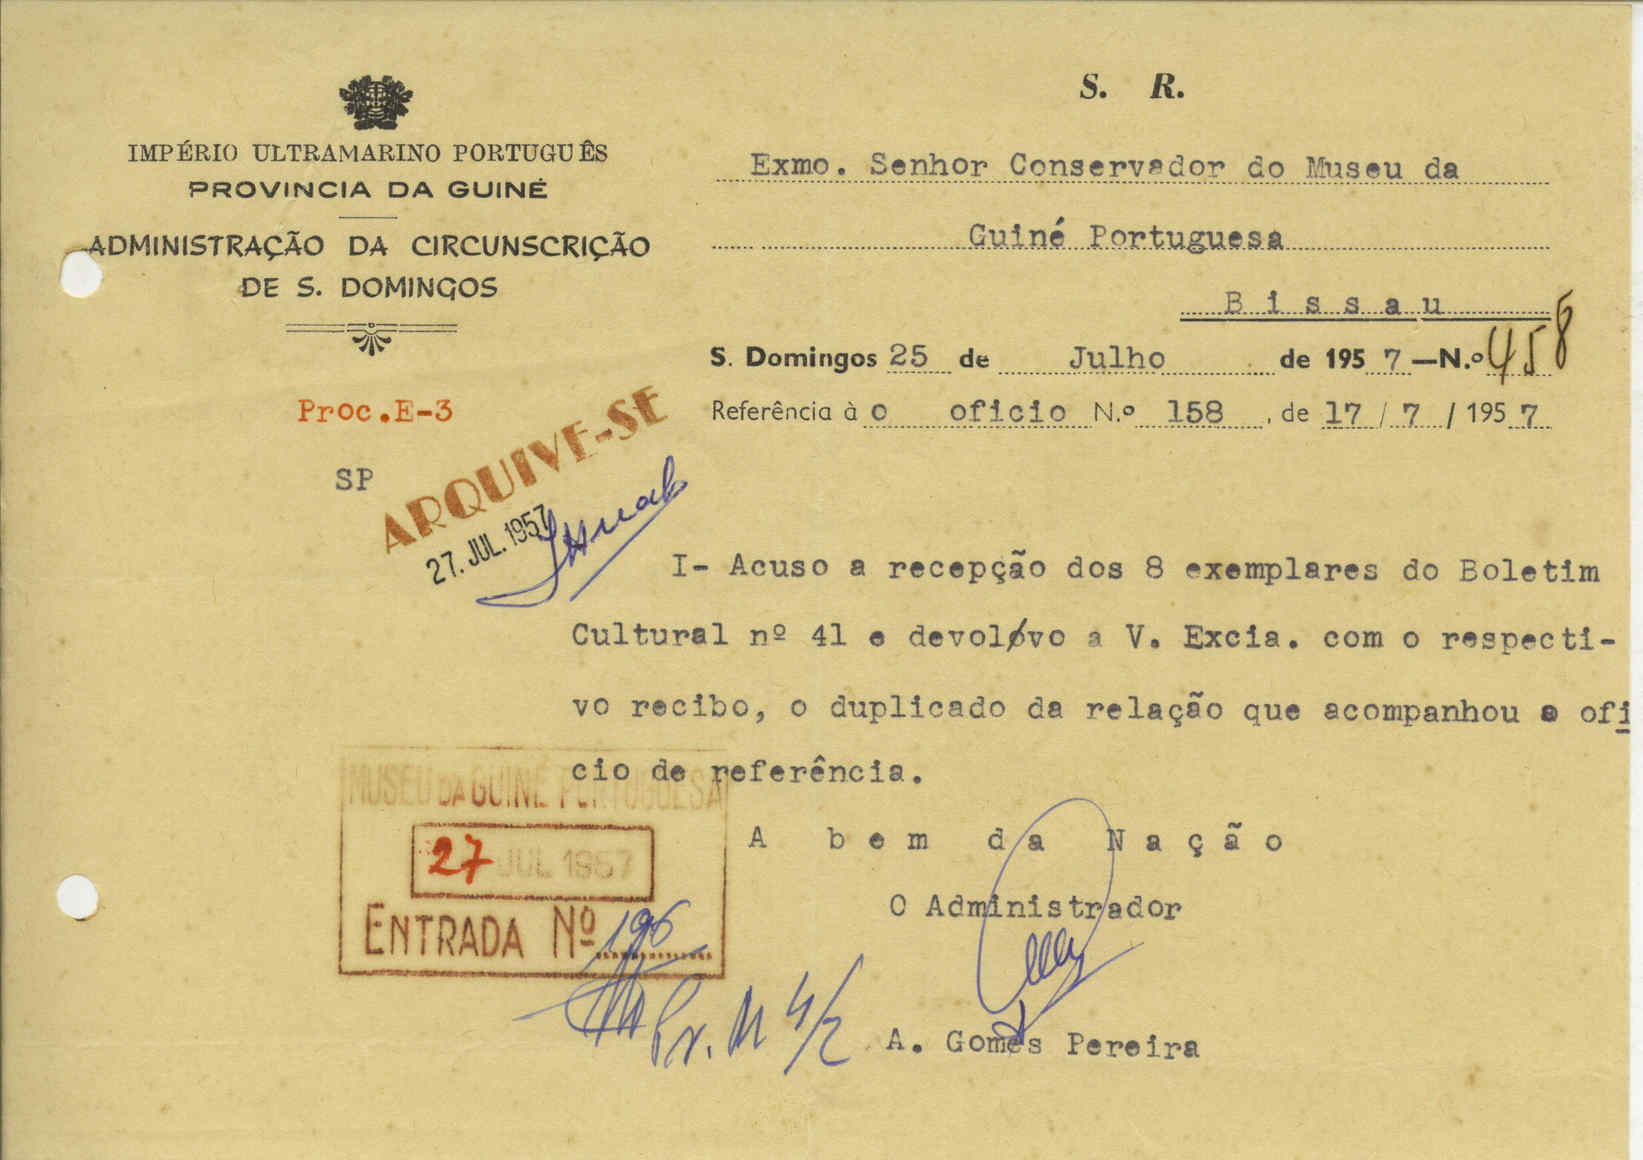 S. R.
IMPÉRIO ULTRAMARINO PORTUGUÊS
PROVINCIA DA GUINÉ
ADMINISTRAÇÃO DA CIRCUNSCRIÇÃO
DE S. DOMINGOS
Exmo. Senhor Conservador do Museu da
Guiné Portuguesa
Bissau
S. Domingos 25 de Julho de 1957 —N.º 458
Referência à o oficio N.º 158, de 17 / 7 / 1957
Proc.E-3
SP
ARQUIVE-SE
27. JUL. 1957
I- Acuso a recepção dos 8 exemplares do Boletim
Cultural nº 41 e devolvo a V. Excia. com o respecti-
vo recibo, o duplicado da relação que acompanhou o ofi
cio de referência.
A bem da Nação
O Administrador
A. Gomes Pereira
MUSEU DA GUINÉ PORTUGUESA
27 JUL 1957
ENTRADA Nº 196
Pr. M 4/2